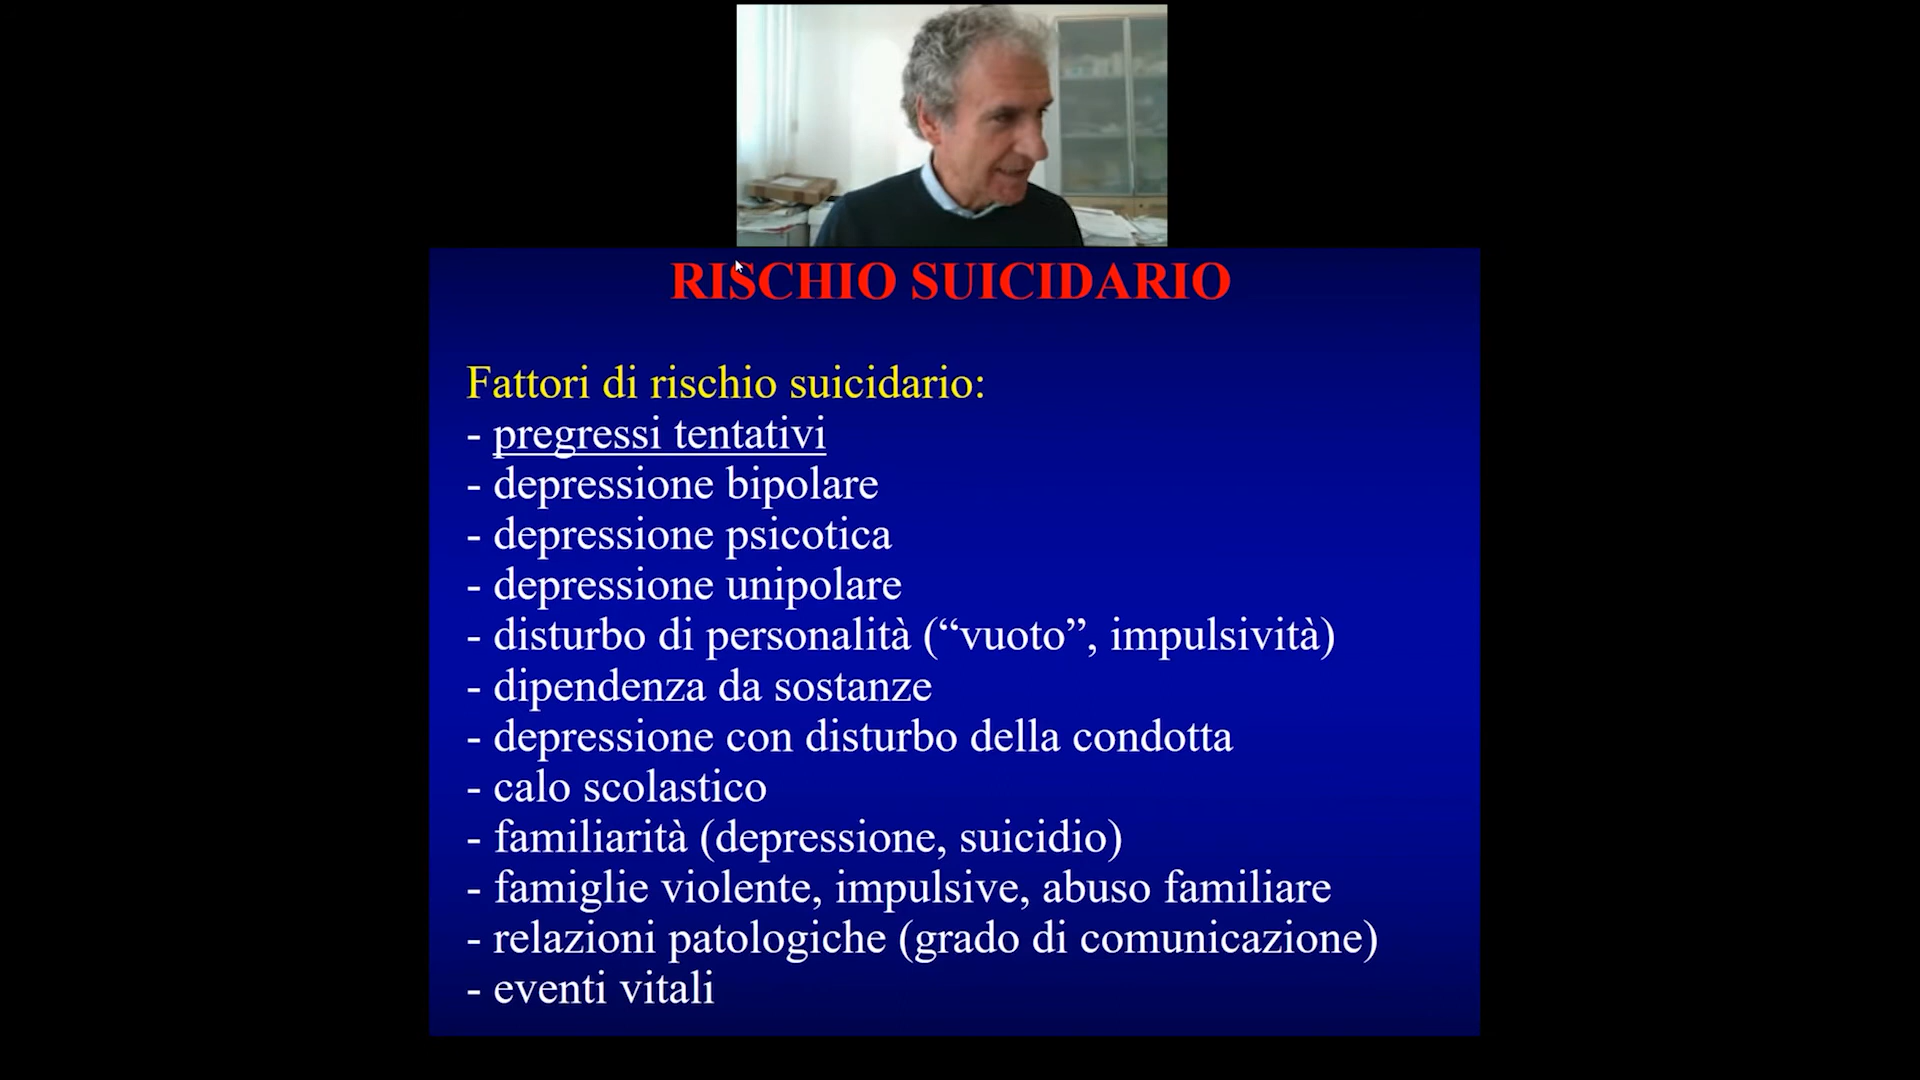 RISCHIO SUICIDARIO
Fattori di rischio suicidario:
- pregressi tentativi
- depressione bipolare
- depressione psicotica
- depressione unipolare
- disturbo di personalità (“vuoto”, impulsività)
- dipendenza da sostanze
- depressione con disturbo della condotta
- calo scolastico
- familiarità (depressione, suicidio)
- famiglie violente, impulsive, abuso familiare
- relazioni patologiche (grado di comunicazione)
- eventi vitali